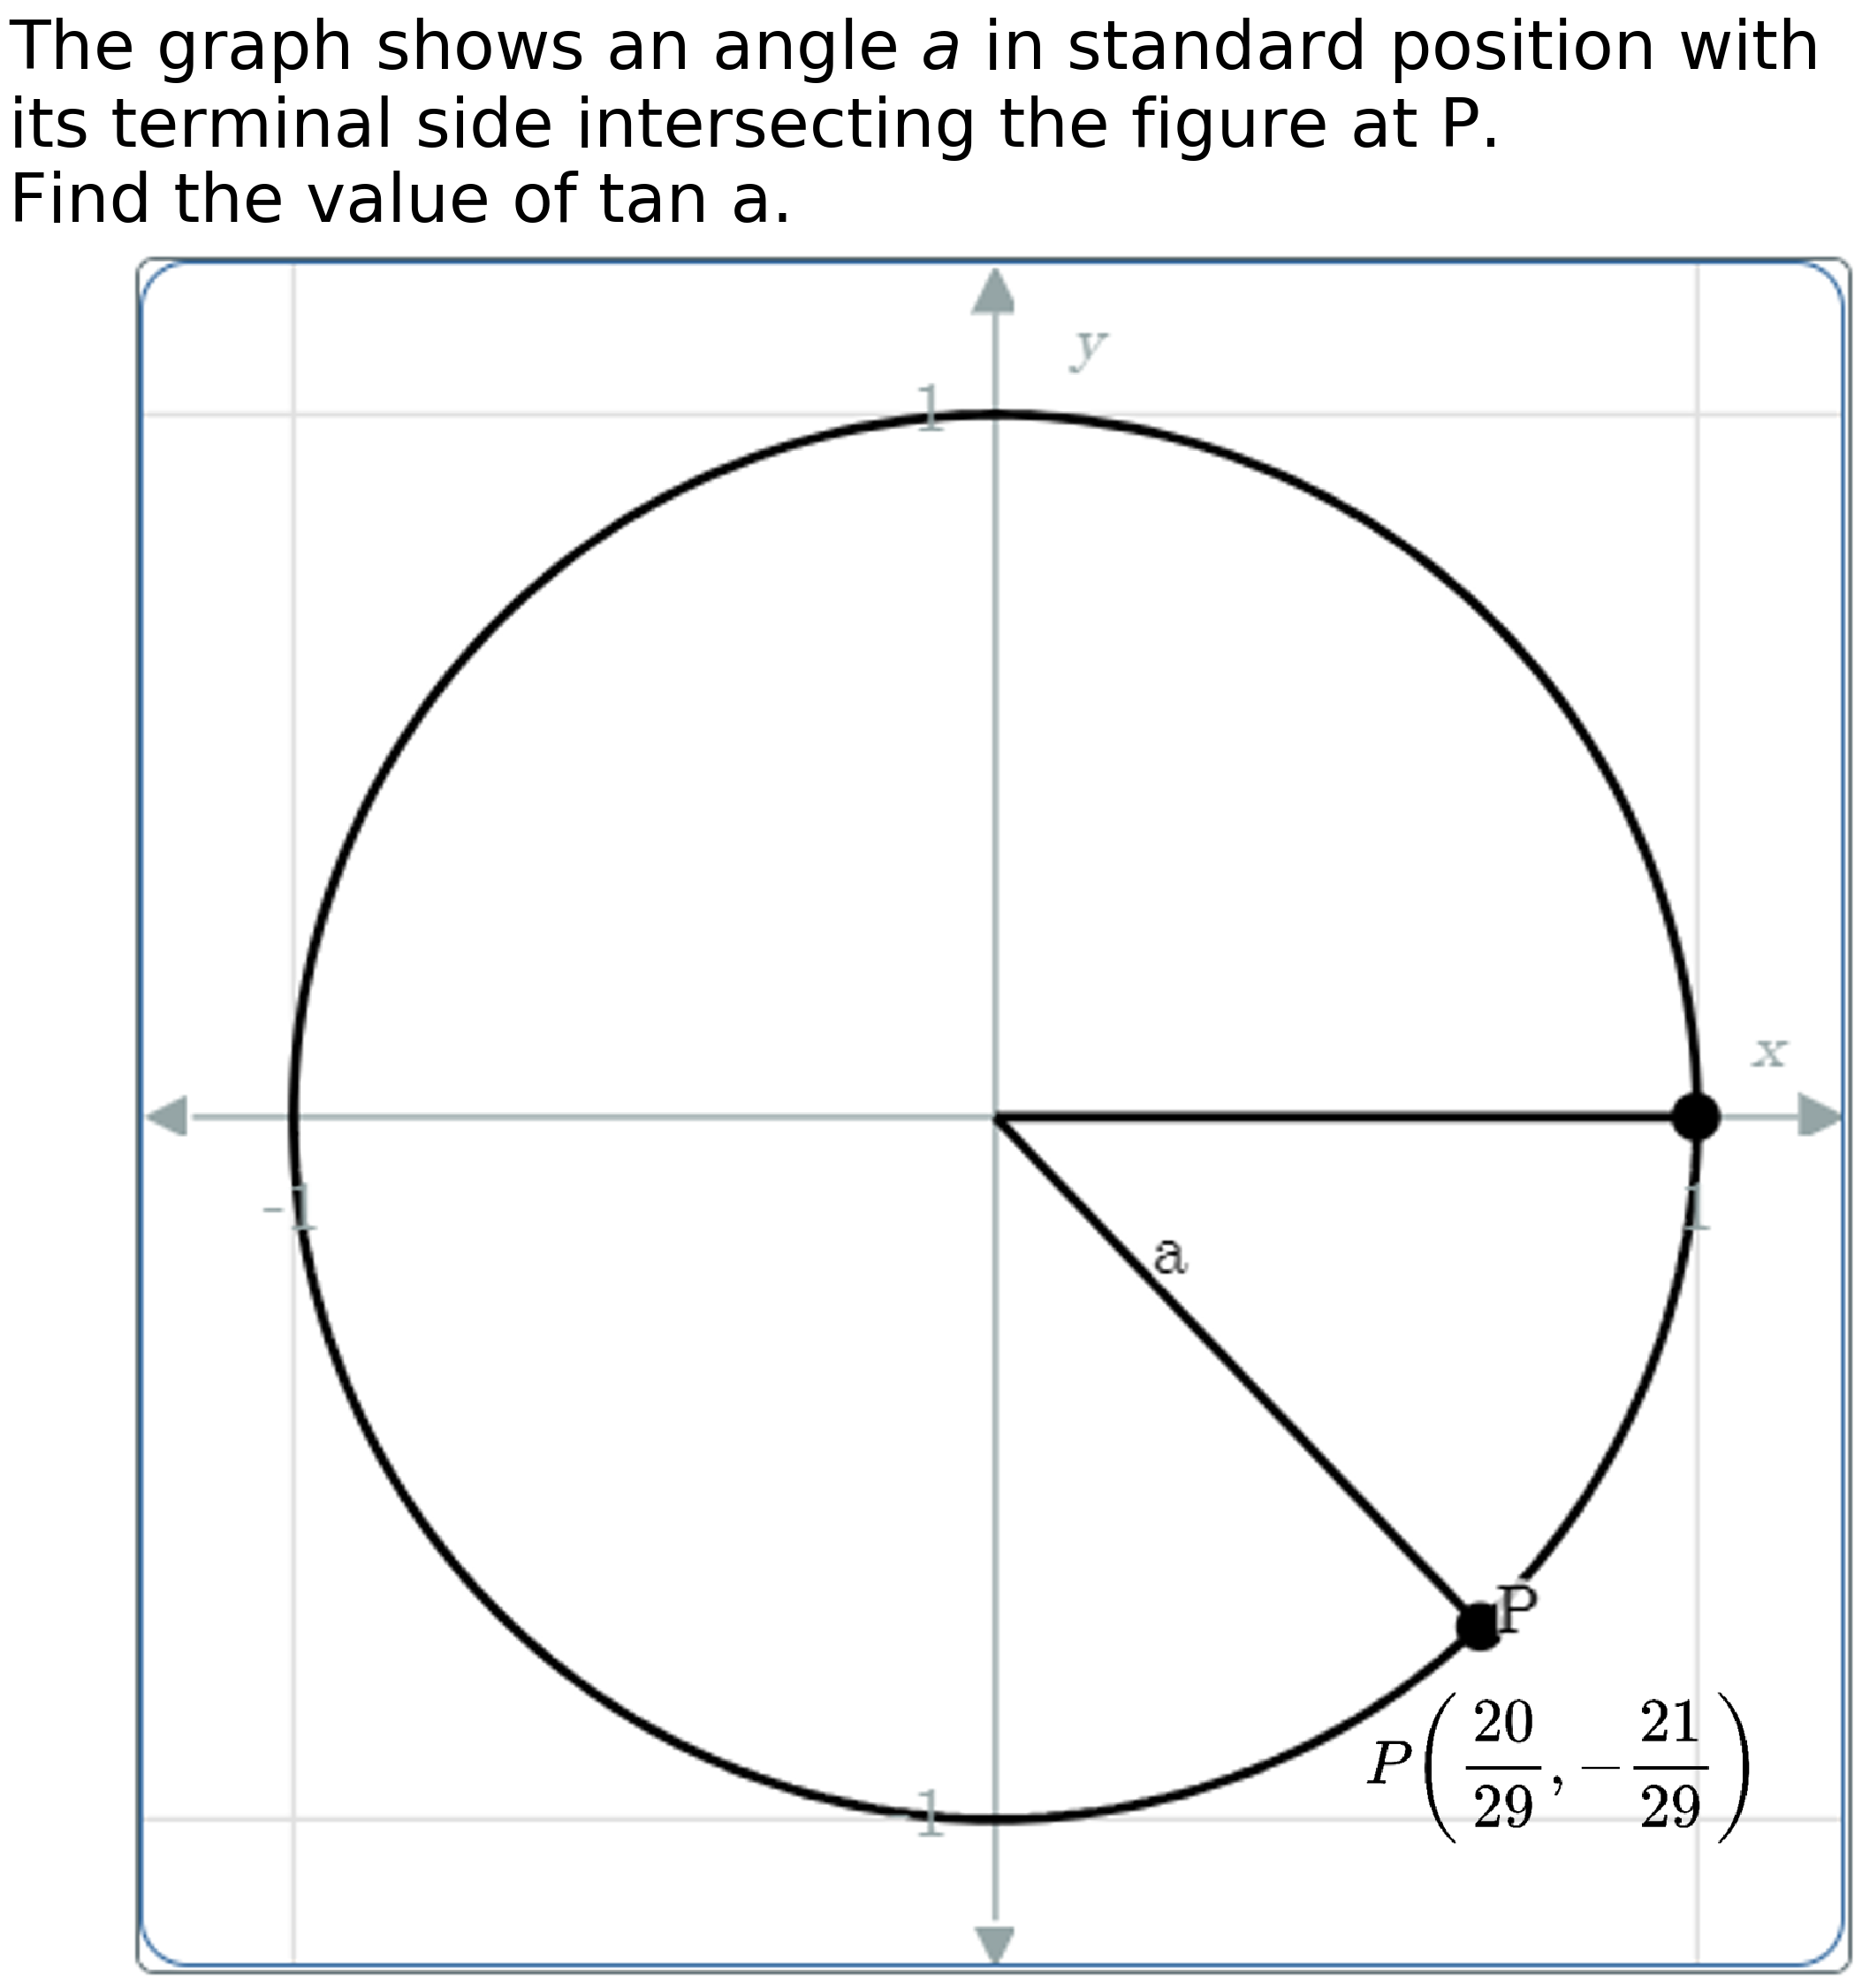 The graph shows an angle a in standard position with
its terminal side intersecting the figure at P.
Find the value of tan a.
y
1
x
-1
1
a
P
P(20/29, -21/29)
-1